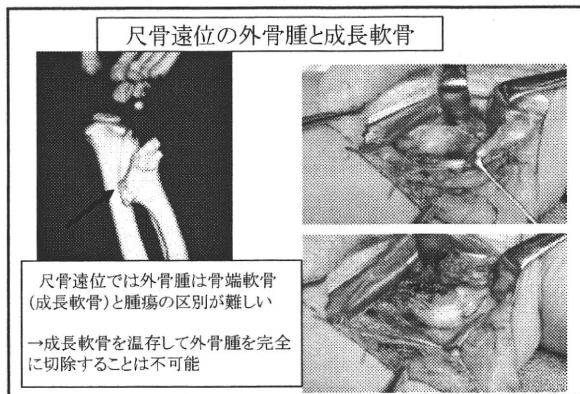 尺骨遠位の外骨腫と成長軟骨
尺骨遠位では外骨腫は骨端軟骨
(成長軟骨)と腫瘍の区別が難しい
→成長軟骨を温存して外骨腫を完全
に切除することは不可能